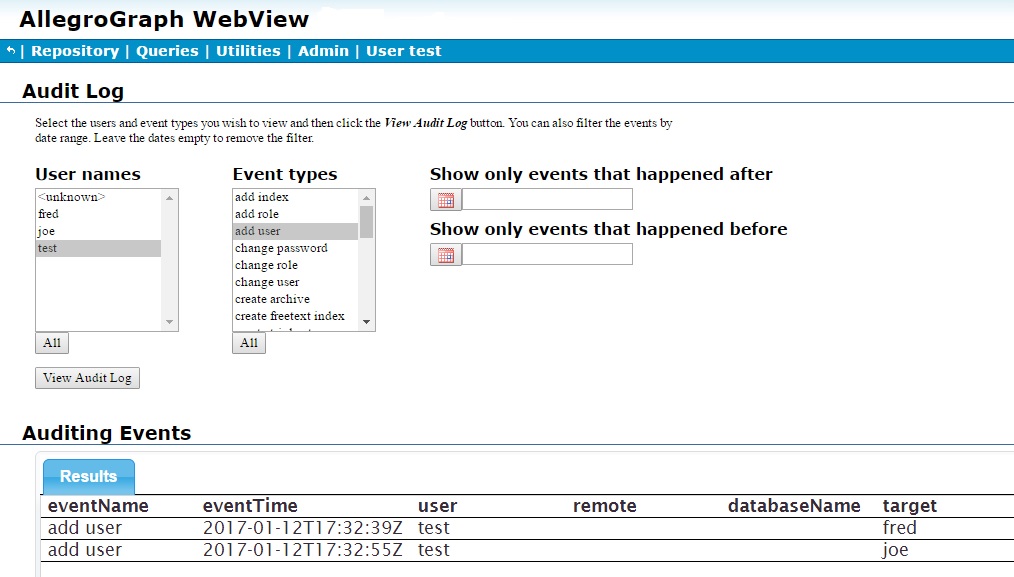 AllegroGraph WebView
| Repository | Queries | Utilities | Admin | User test
Audit Log
Select the users and event types you wish to view and then click the View Audit Log button. You can also filter the events by
date range. Leave the dates empty to remove the filter.
User names
<unknown>
fred
joe
test
All
View Audit Log
Event types
add index
add role
add user
change password
change role
change user
create archive
create freetext index
All
Show only events that happened after
Show only events that happened before
Auditing Events
Results
eventName eventTime user remote databaseName target
add user 2017-01-12T17:32:39Z test fred
add user 2017-01-12T17:32:55Z test joe